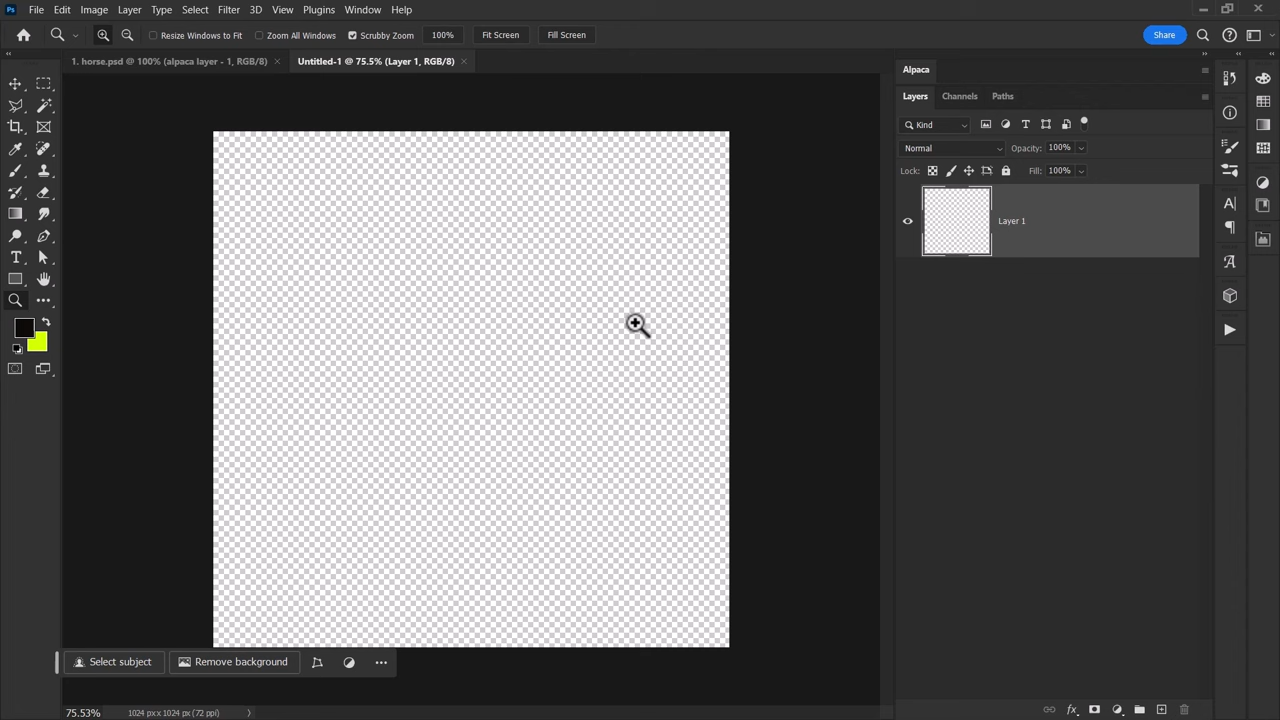 Ps File Edit Image Layer Type Select Filter 3D View Plugins Window Help
Resize Windows to Fit All Windows Scrubby Zoom 100% Fit Screen Fill Screen Share
1. horse.psd @ 100% (alpaca layer - 1, RGB/8) × Untitled-1 @ 75.5% (Layer 1, RGB/8) ×
Alpaca
Layers Channels Paths
Kind
Normal Opacity: 100%
Lock: Fill: 100%
Layer 1
Select subject Remove background
75.53% 1024 px x 1024 px (72 ppi)